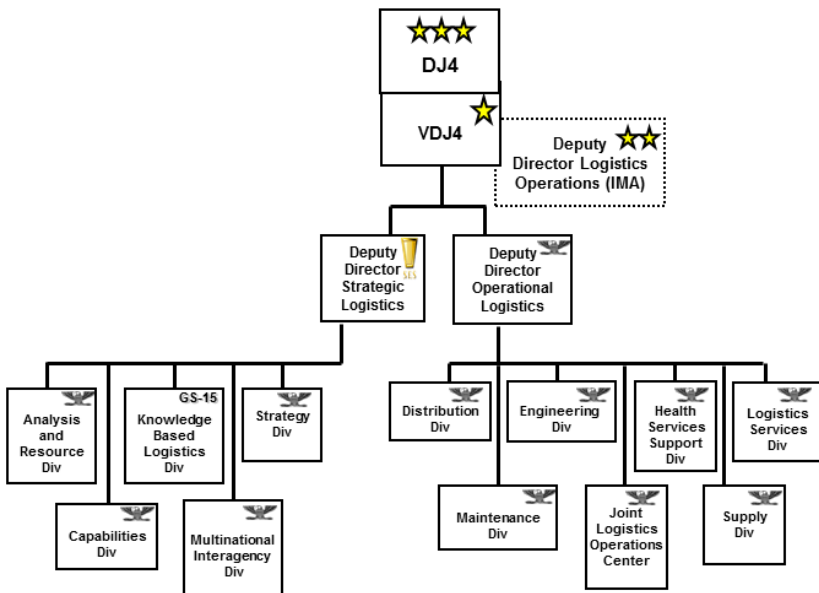 DJ4
VDJ4
Deputy
Director Logistics
Operations (IMA)
Deputy
Director
Strategic
Logistics
SES
Deputy
Director
Operational
Logistics
Analysis
and
Resource
Div
GS-15
Knowledge
Based
Logistics
Div
Strategy
Div
Distribution
Div
Engineering
Div
Health
Services
Support
Div
Logistics
Services
Div
Capabilities
Div
Multinational
Interagency
Div
Maintenance
Div
Joint
Logistics
Operations
Center
Supply
Div